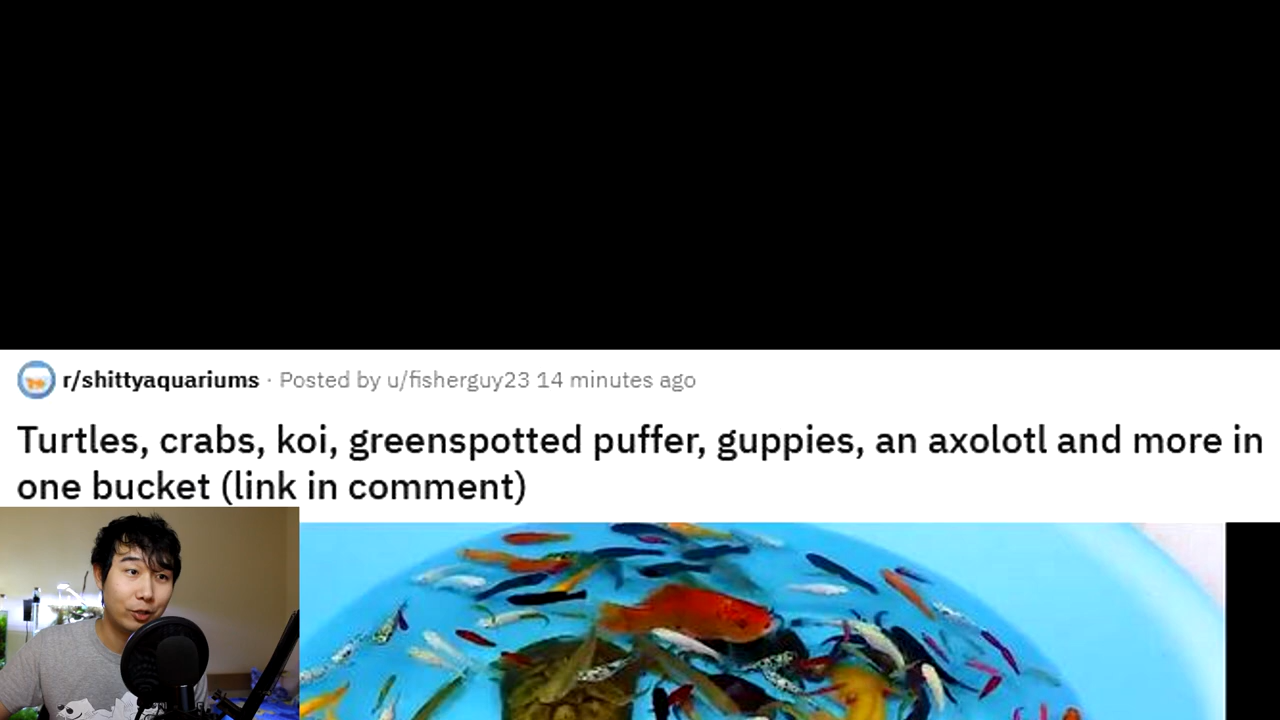 r/shittyaquariums · Posted by u/fisherguy23 14 minutes ago
Turtles, crabs, koi, greenspotted puffer, guppies, an axolotl and more in
one bucket (link in comment)